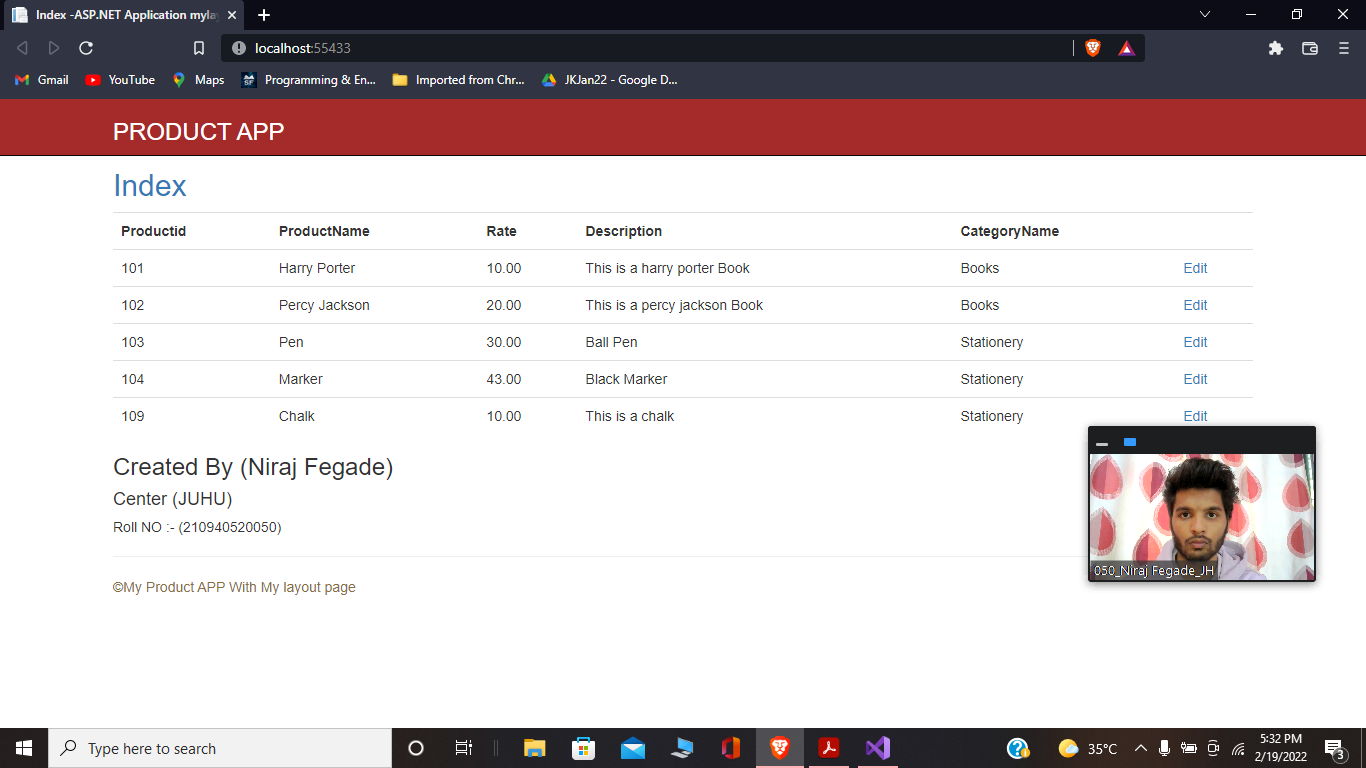 Index -ASP.NET Application myla
localhost:55433
Gmail YouTube Maps Programming & En... Imported from Chr... JKJan22 - Google D...
PRODUCT APP
Index
Productid ProductName Rate Description CategoryName
101 Harry Porter 10.00 This is a harry porter Book Books Edit
102 Percy Jackson 20.00 This is a percy jackson Book Books Edit
103 Pen 30.00 Ball Pen Stationery Edit
104 Marker 43.00 Black Marker Stationery Edit
109 Chalk 10.00 This is a chalk Stationery Edit
Created By (Niraj Fegade)
Center (JUHU)
Roll NO :- (210940520050)
050_Niraj Fegade_JH
©My Product APP With My layout page
Type here to search
35°C
5:32 PM
2/19/2022
3